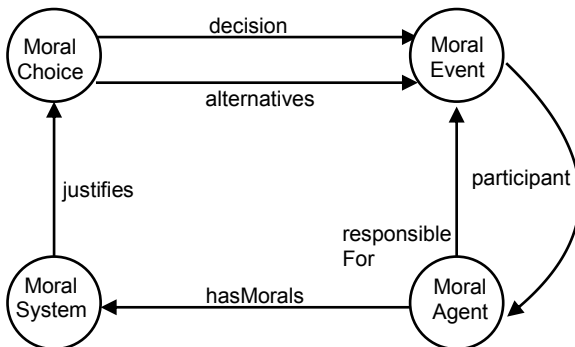 Moral
Choice
decision
alternatives
Moral
Event
justifies
participant
responsible
For
Moral
System
hasMorals
Moral
Agent